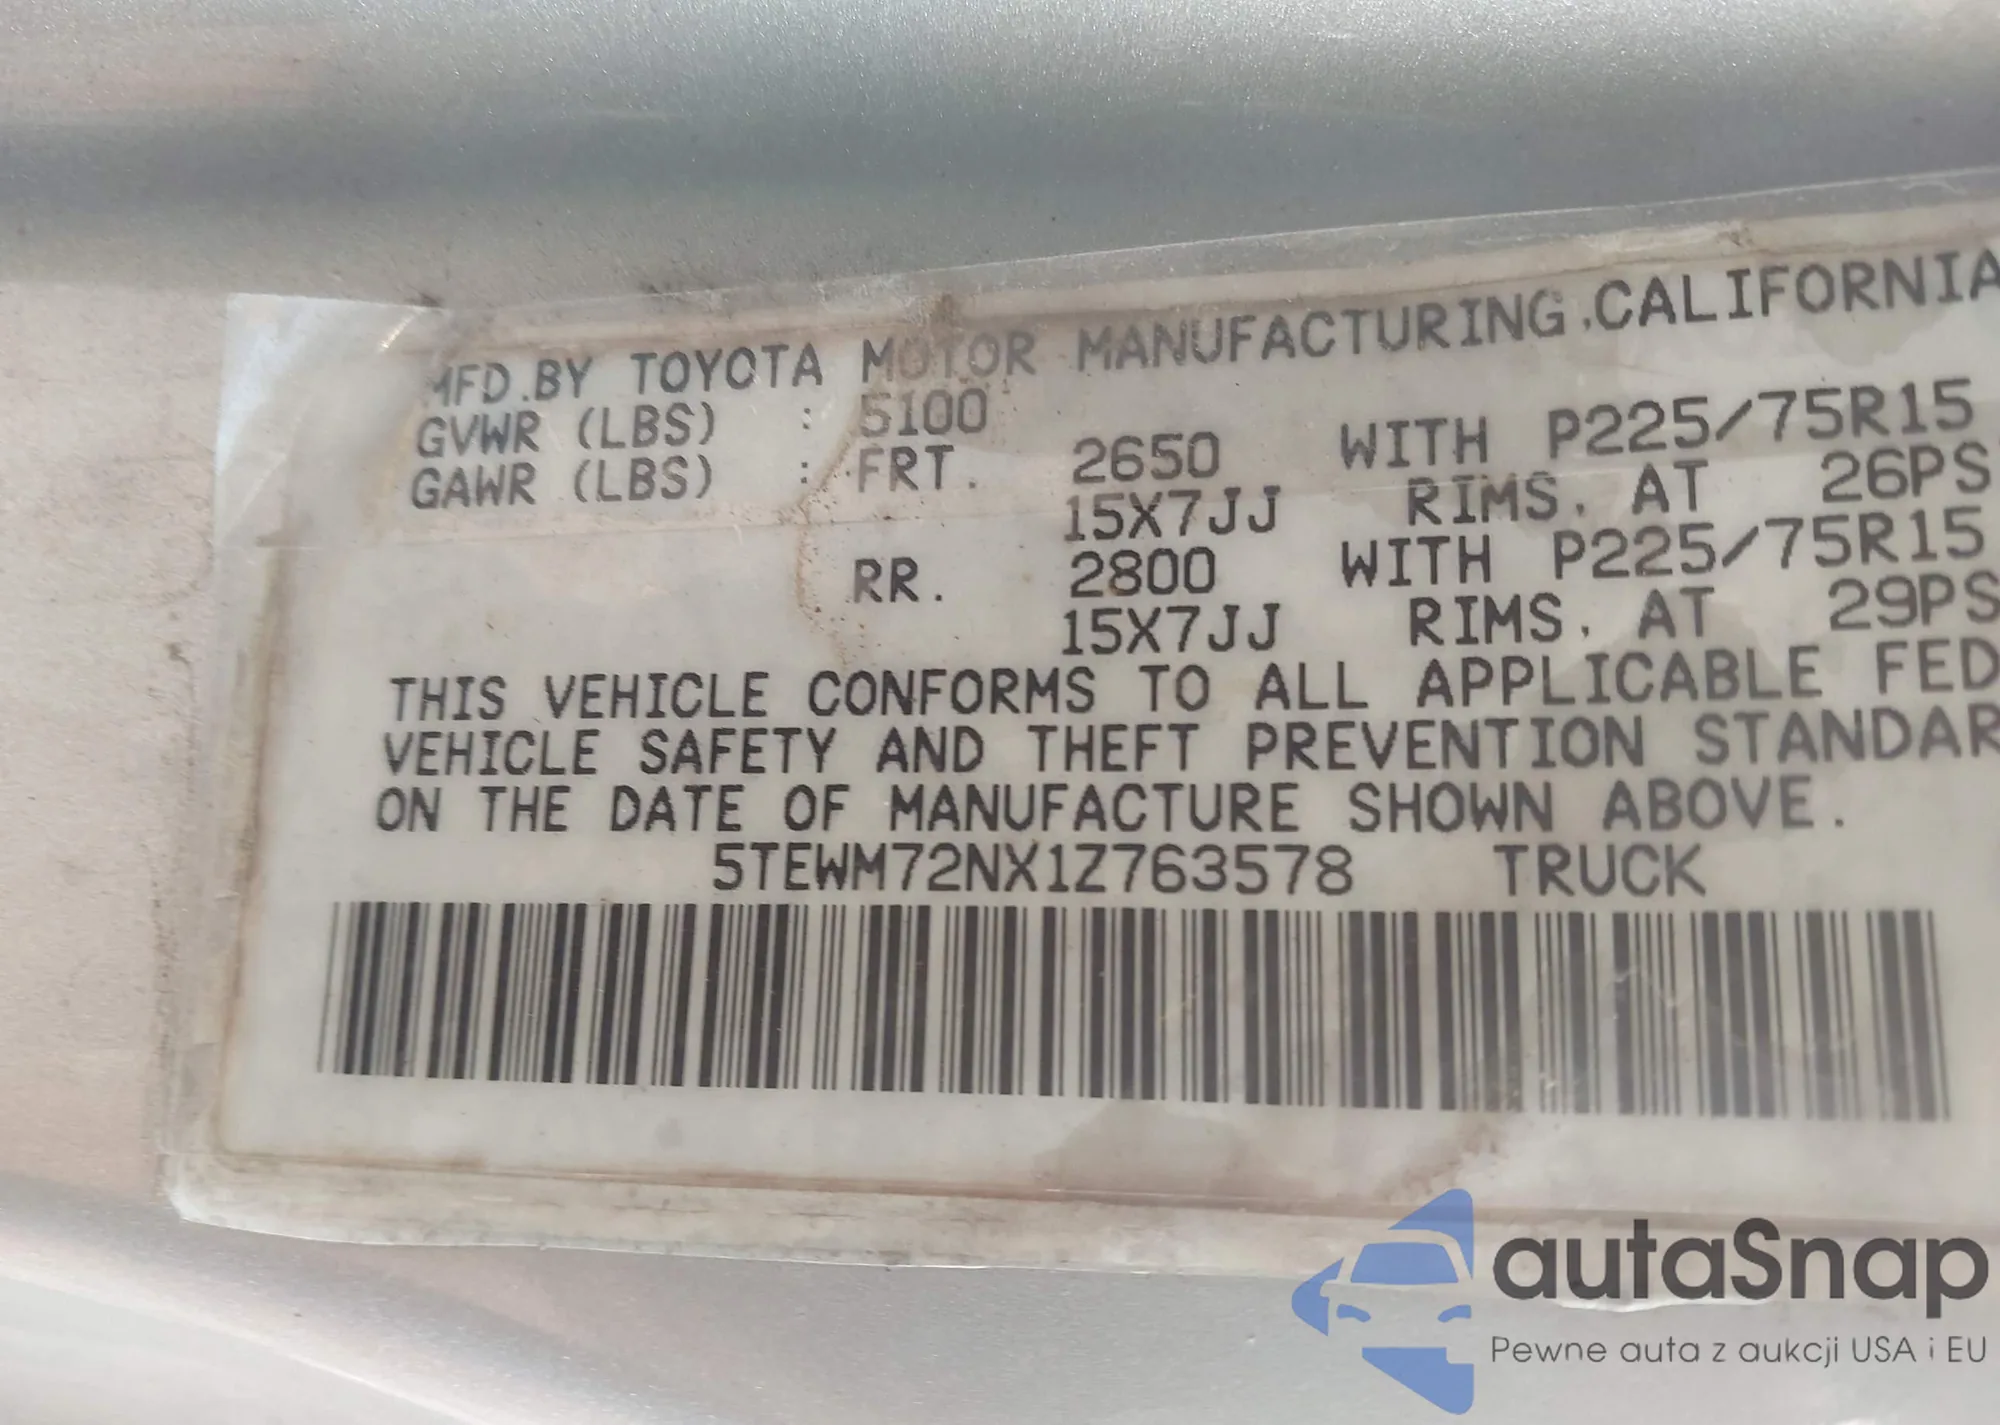 MFD.BY TOYOTA MOTOR MANUFACTURING,CALIFORNIA
GVWR (LBS) : 5100
GAWR (LBS) : FRT. 2650 WITH P225/75R15
15X7JJ RIMS, AT 26PS
RR. 2800 WITH P225/75R15
15X7JJ RIMS, AT 29PS
THIS VEHICLE CONFORMS TO ALL APPLICABLE FED
VEHICLE SAFETY AND THEFT PREVENTION STANDAR
ON THE DATE OF MANUFACTURE SHOWN ABOVE.
5TEWM72NX1Z763578 TRUCK
autaSnap
Pewne auta z aukcji USA i EU